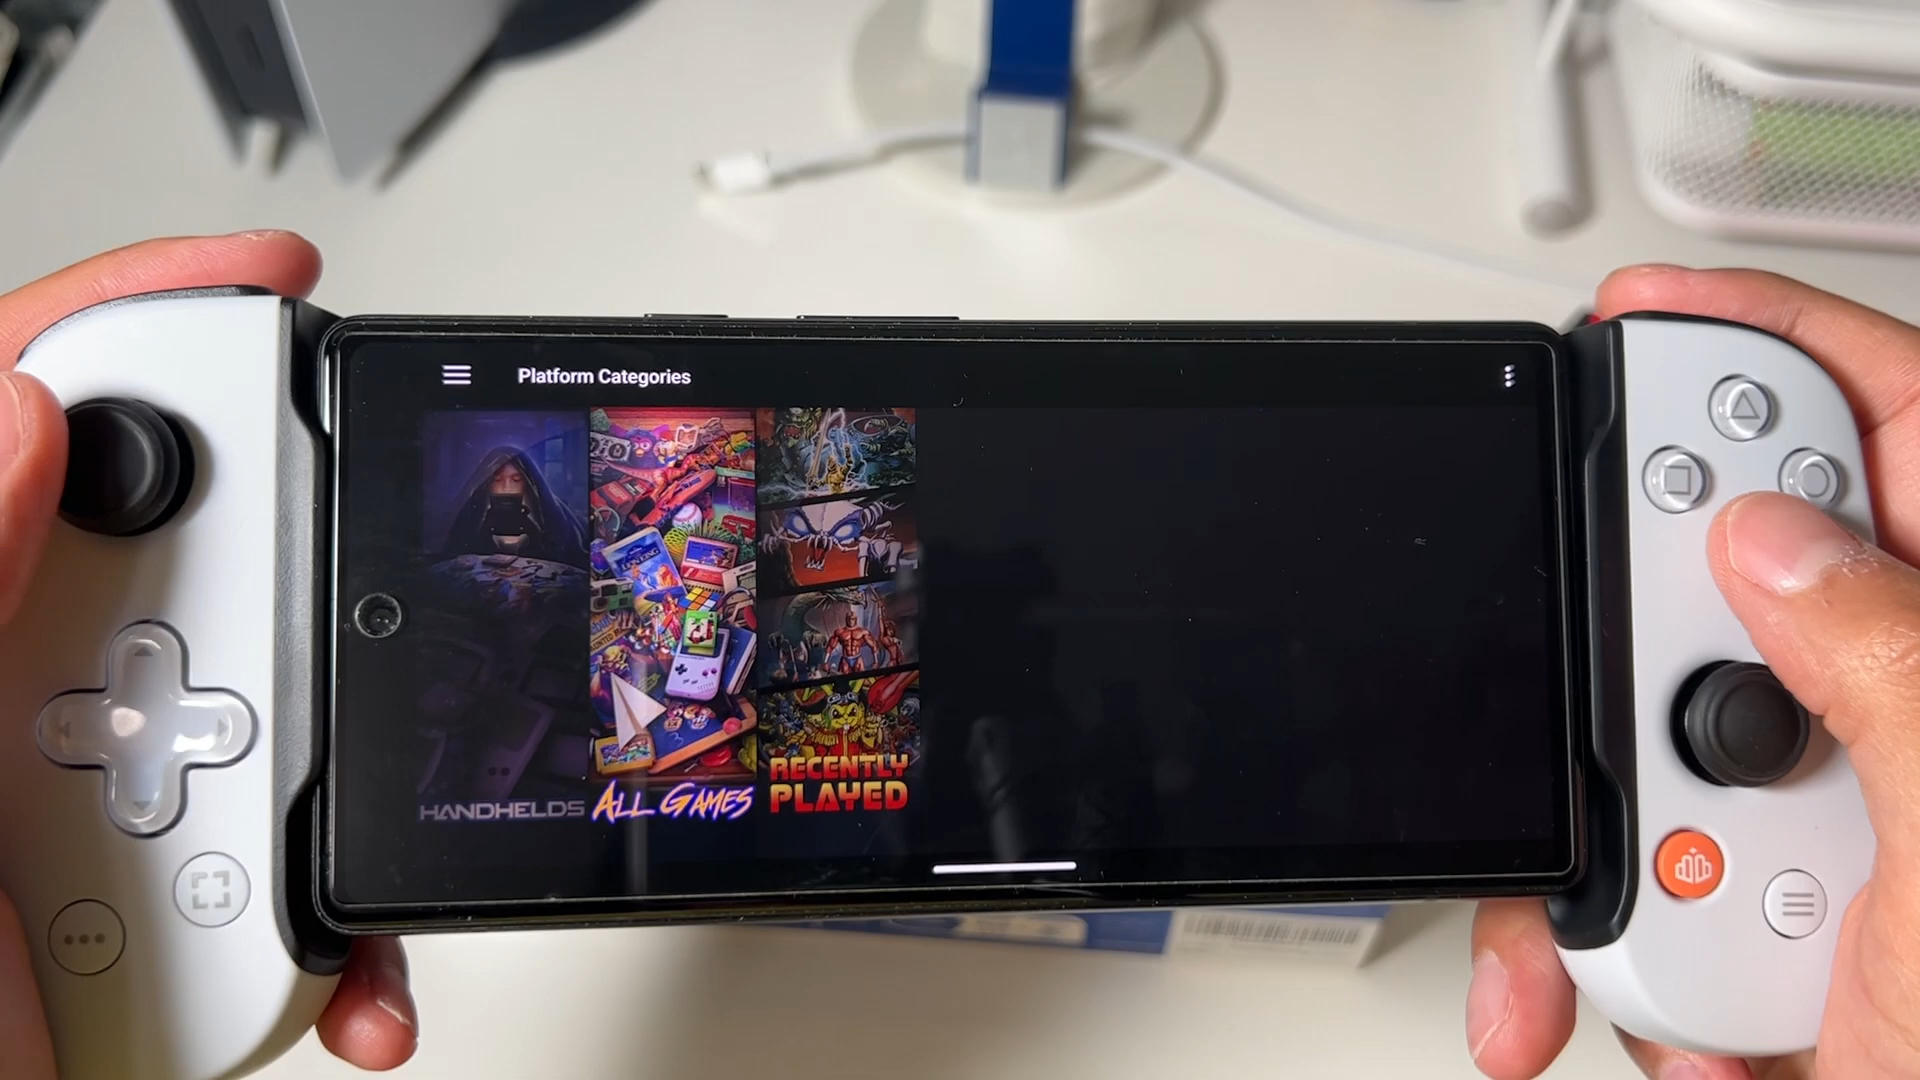 Platform Categories
HANDHELDS
ALL GAMES
RECENTLY
PLAYED